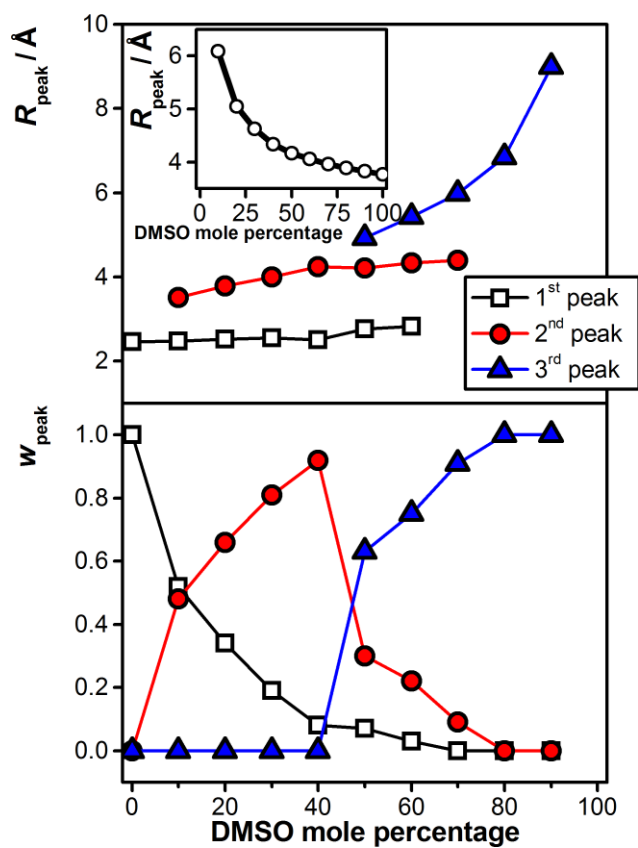 R_peak / Å
10
8
6
4
2
R_peak / Å
6
5
4
0 25 50 75 100
DMSO mole percentage
1st peak
2nd peak
3rd peak
w_peak
1.0
0.8
0.6
0.4
0.2
0.0
0 20 40 60 80 100
DMSO mole percentage